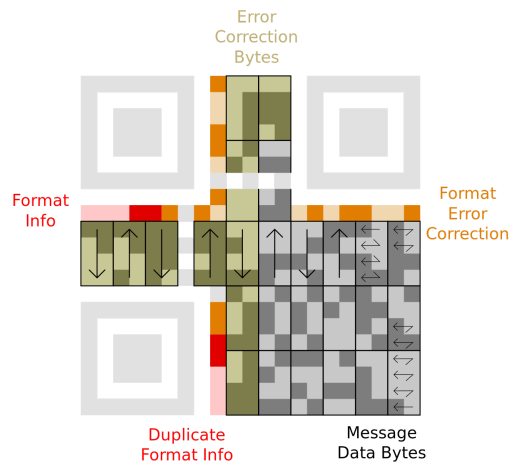 Error
Correction
Bytes
Format
Info
Format
Error
Correction
Duplicate
Format Info
Message
Data Bytes